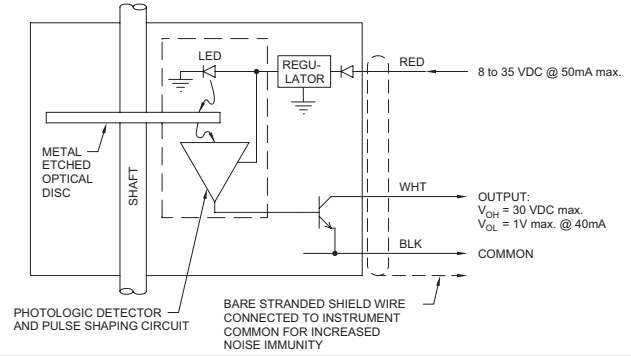 LED
REGU-
LATOR
RED
8 to 35 VDC @ 50mA max.
METAL
ETCHED
OPTICAL
DISC
SHAFT
WHT
OUTPUT:
VOH = 30 VDC max.
VOL = 1V max. @ 40mA
BLK
COMMON
PHOTOLOGIC DETECTOR
AND PULSE SHAPING CIRCUIT
BARE STRANDED SHIELD WIRE
CONNECTED TO INSTRUMENT
COMMON FOR INCREASED
NOISE IMMUNITY